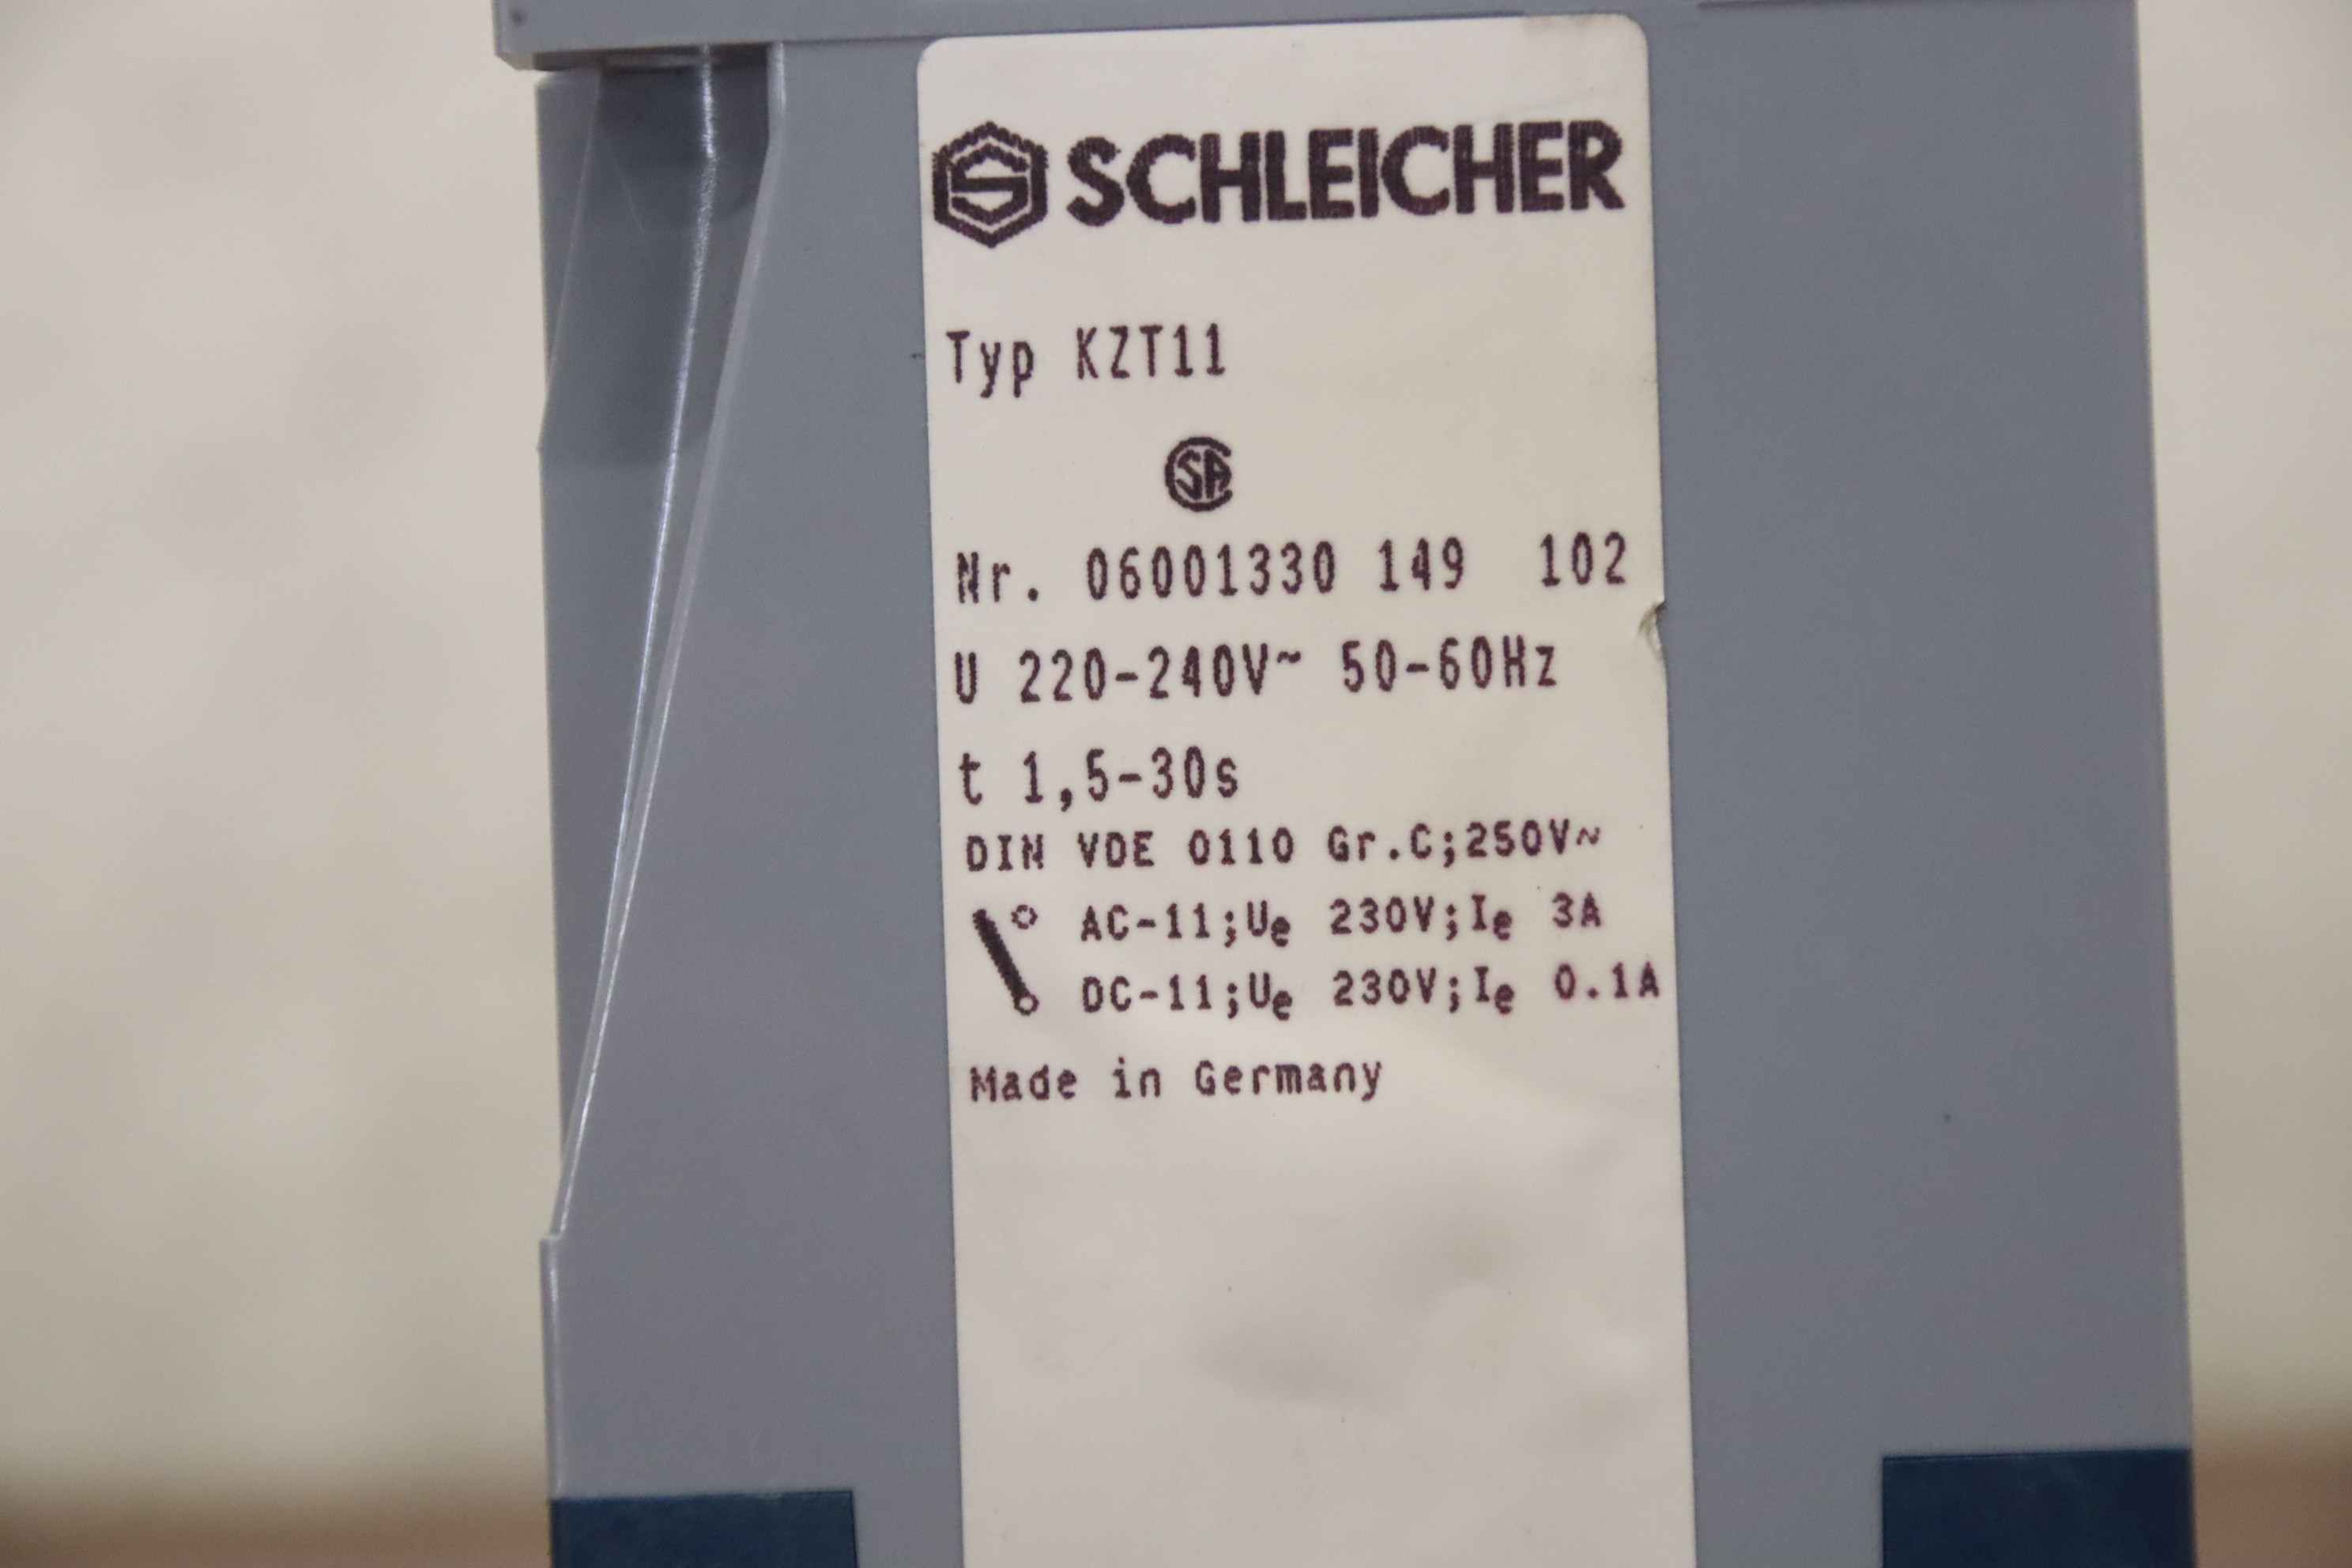 SCHLEICHER
Typ KZT11
CSA
Nr. 06001330 149 102
U 220-240V~ 50-60Hz
t 1,5-30s
DIN VDE 0110 Gr.C;250V~
AC-11;Ue 230V;Ie 3A
DC-11;Ue 230V;Ie 0.1A
Made in Germany